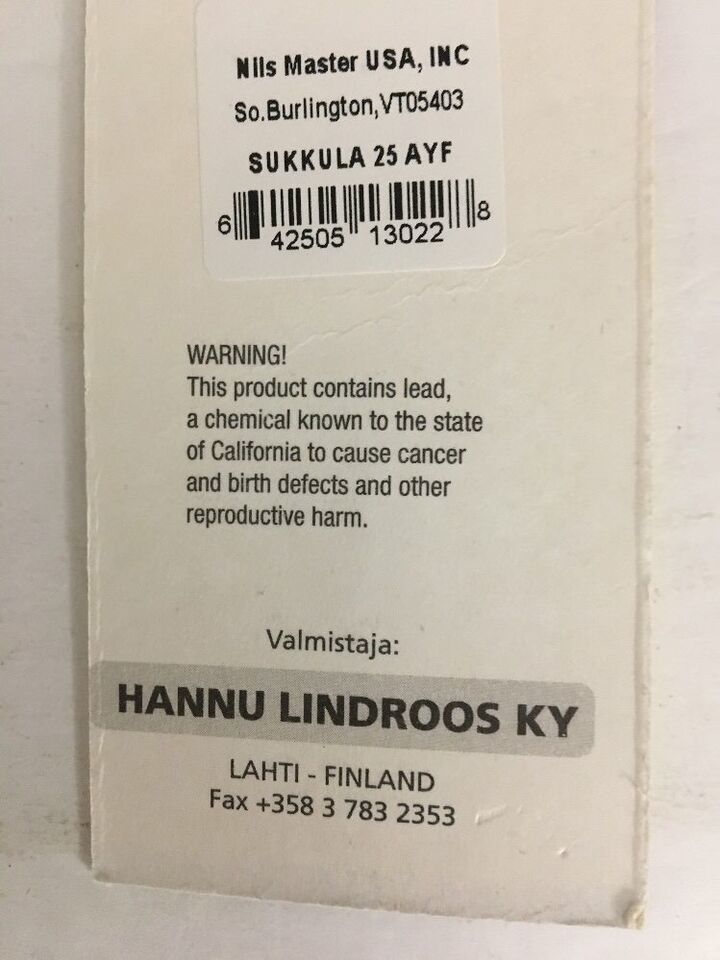 Nils Master USA, INC
So.Burlington,VT05403
SUKKULA 25 AYF
6 42505 13022 8
WARNING!
This product contains lead,
a chemical known to the state
of California to cause cancer
and birth defects and other
reproductive harm.
Valmistaja:
HANNU LINDROOS KY
LAHTI - FINLAND
Fax +358 3 783 2353